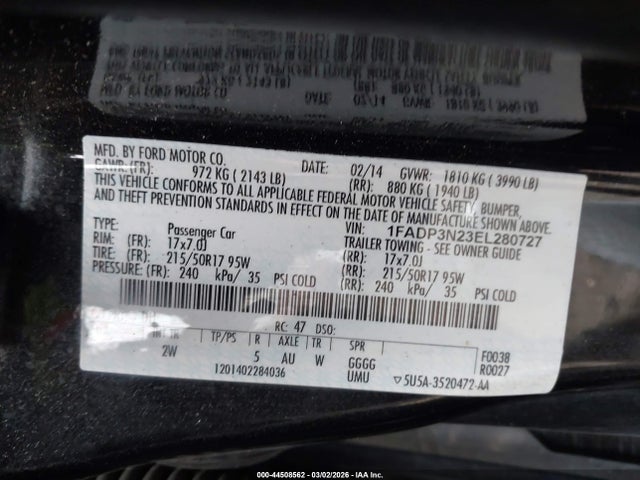 MFD. BY FORD MOTOR CO.
DATE: 02/14 GVWR: 1810 KG ( 3990 LB)
GAWR: (FR): 972 KG ( 2143 LB) (RR): 880 KG ( 1940 LB)
THIS VEHICLE CONFORMS TO ALL APPLICABLE FEDERAL MOTOR VEHICLE SAFETY, BUMPER,
AND THEFT PREVENTION STANDARDS IN EFFECT ON THE DATE OF MANUFACTURE SHOWN ABOVE.
VIN: 1FADP3N23EL280727
TYPE: Passenger Car TRAILER TOWING - SEE OWNER GUIDE
RIM: (FR): 17x7.0J (RR): 17x7.0J
TIRE: (FR): 215/50R17 95W (RR): 215/50R17 95W
PRESSURE (FR): 240 kPa/ 35 PSI COLD (RR): 240 kPa/ 35 PSI COLD
RC: 47 DSO:
INT TR TP/PS R AXLE TR SPR
2W 5 AU W GGGG F0038
1201402284036 UMU R0027
▽5U5A-3520472-AA
000-44508562 — 03/02/2026 — IAA Inc.